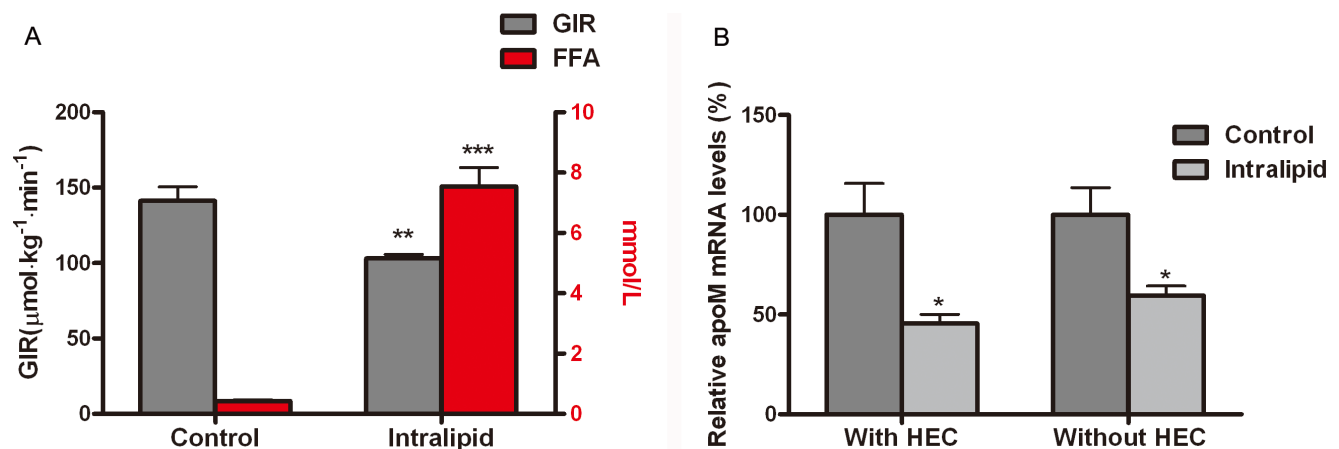 A
GIR
FFA
GIR(μmol·kg⁻¹·min⁻¹)
200
150
100
50
0
**
***
10
8
6
4
2
0
mmol/L
Control
Intralipid
B
Relative apoM mRNA levels (%)
150
100
50
0
Control
Intralipid
*
*
With HEC
Without HEC